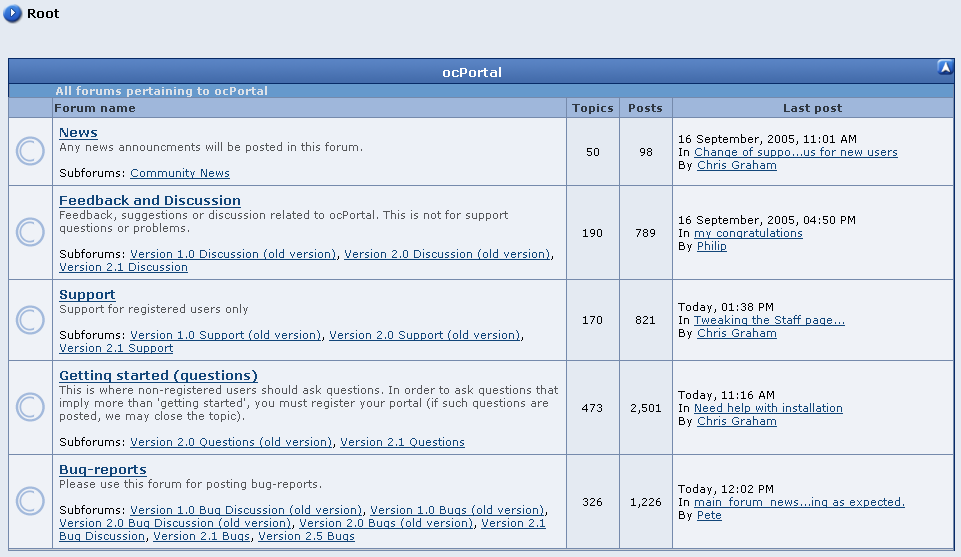 Root
ocPortal
All forums pertaining to ocPortal
Forum name Topics Posts Last post
News
Any news announcments will be posted in this forum.
Subforums: Community News
50
98
16 September, 2005, 11:01 AM
In Change of suppo...us for new users
By Chris Graham
Feedback and Discussion
Feedback, suggestions or discussion related to ocPortal. This is not for support
questions or problems.
Subforums: Version 1.0 Discussion (old version), Version 2.0 Discussion (old version),
Version 2.1 Discussion
190
789
16 September, 2005, 04:50 PM
In my congratulations
By Philip
Support
Support for registered users only
Subforums: Version 1.0 Support (old version), Version 2.0 Support (old version),
Version 2.1 Support
170
821
Today, 01:38 PM
In Tweaking the Staff page...
By Chris Graham
Getting started (questions)
This is where non-registered users should ask questions. In order to ask questions that
imply more than 'getting started', you must register your portal (if such questions are
posted, we may close the topic).
Subforums: Version 2.0 Questions (old version), Version 2.1 Questions
473
2,501
Today, 11:16 AM
In Need help with installation
By Chris Graham
Bug-reports
Please use this forum for posting bug-reports.
Subforums: Version 1.0 Bug Discussion (old version), Version 1.0 Bugs (old version),
Version 2.0 Bug Discussion (old version), Version 2.0 Bugs (old version), Version 2.1
Bug Discussion, Version 2.1 Bugs, Version 2.5 Bugs
326
1,226
Today, 12:02 PM
In main_forum_news...ing as expected.
By Pete